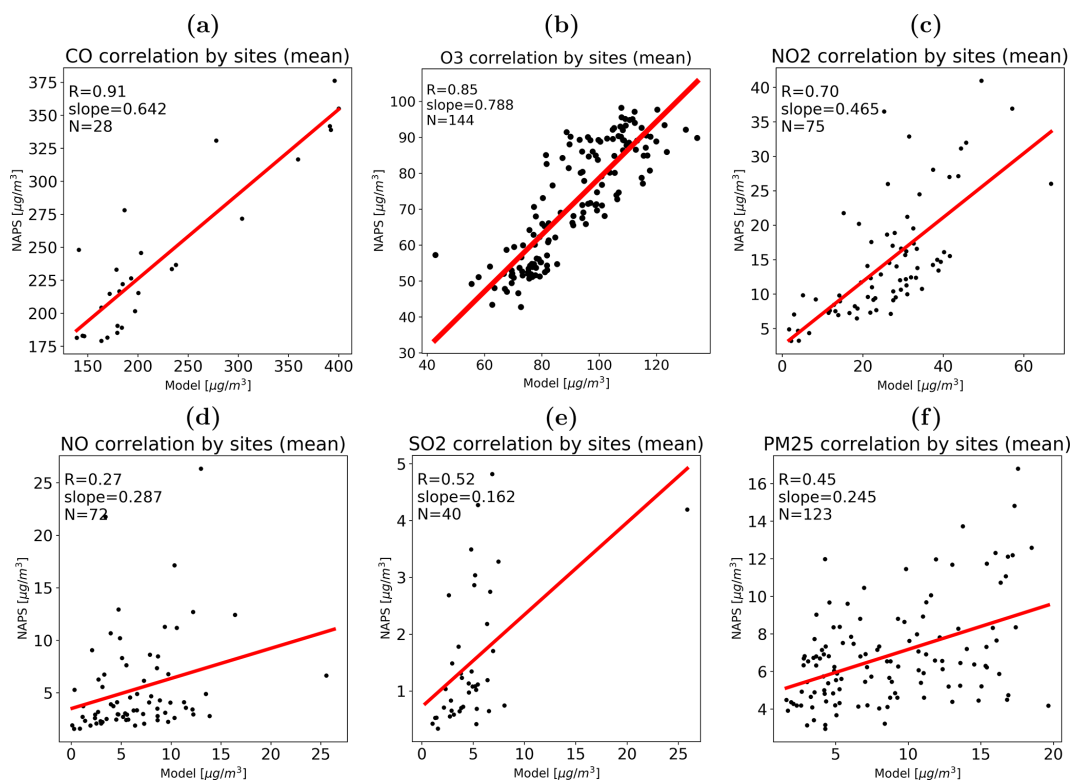 (a)
CO correlation by sites (mean)
R=0.91
slope=0.642
N=28
NAPS [μg/m³]
375
350
325
300
275
250
225
200
175
150 200 250 300 350 400
Model [μg/m³]
(b)
O3 correlation by sites (mean)
R=0.85
slope=0.788
N=144
NAPS [μg/m³]
100
90
80
70
60
50
40
30
40 60 80 100 120
Model [μg/m³]
(c)
NO2 correlation by sites (mean)
R=0.70
slope=0.465
N=75
NAPS [μg/m³]
40
35
30
25
20
15
10
5
0 20 40 60
Model [μg/m³]
(d)
NO correlation by sites (mean)
R=0.27
slope=0.287
N=72
NAPS [μg/m³]
25
20
15
10
5
0 5 10 15 20 25
Model [μg/m³]
(e)
SO2 correlation by sites (mean)
R=0.52
slope=0.162
N=40
NAPS [μg/m³]
5
4
3
2
1
0
0 5 10 15 20 25
Model [μg/m³]
(f)
PM25 correlation by sites (mean)
R=0.45
slope=0.245
N=123
NAPS [μg/m³]
16
14
12
10
8
6
4
5 10 15 20
Model [μg/m³]